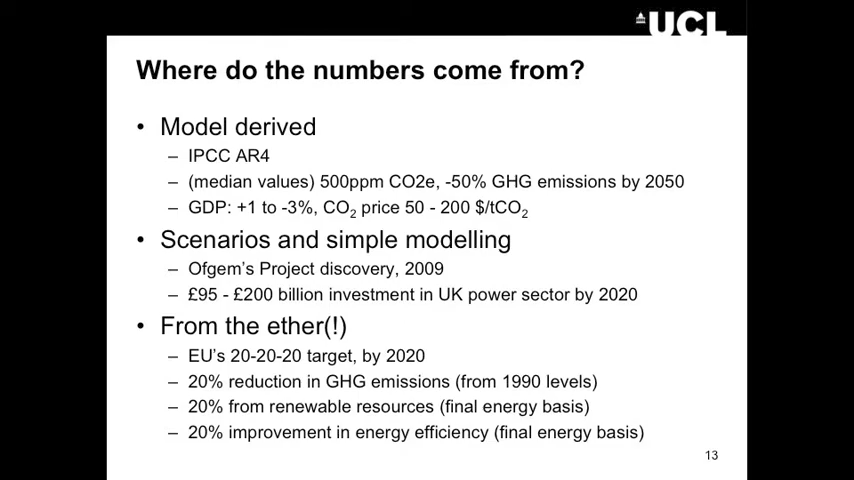 UCL
Where do the numbers come from?
• Model derived
– IPCC AR4
– (median values) 500ppm CO2e, -50% GHG emissions by 2050
– GDP: +1 to -3%, CO₂ price 50 - 200 $/tCO₂
• Scenarios and simple modelling
– Ofgem's Project discovery, 2009
– £95 - £200 billion investment in UK power sector by 2020
• From the ether(!)
– EU's 20-20-20 target, by 2020
– 20% reduction in GHG emissions (from 1990 levels)
– 20% from renewable resources (final energy basis)
– 20% improvement in energy efficiency (final energy basis)
13